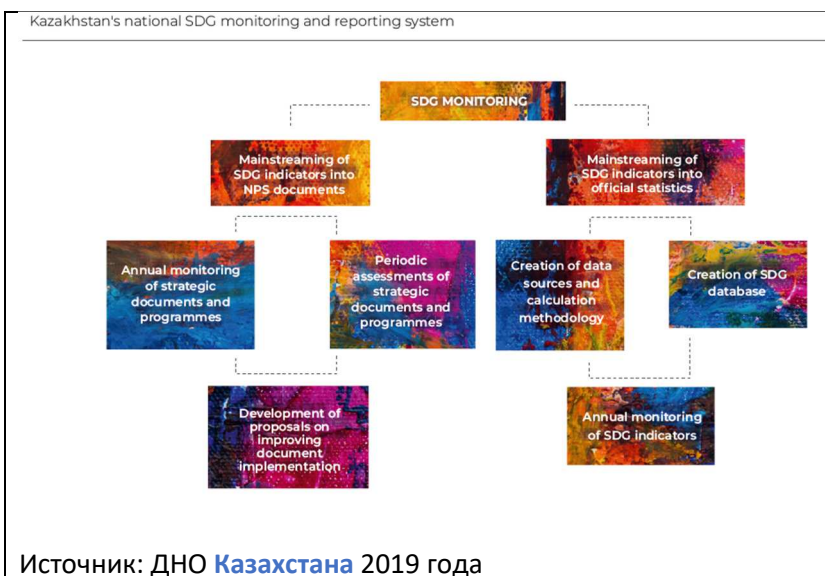 Kazakhstan's national SDG monitoring and reporting system
SDG MONITORING
Mainstreaming of
SDG indicators into
NPS documents
Mainstreaming of
SDG indicators into
official statistics
Annual monitoring
of strategic
documents and
programmes
Periodic
assessments of
strategic
documents and
programmes
Creation of data
sources and
calculation
methodology
Creation of SDG
database
Development of
proposals on
improving
document
implementation
Annual monitoring
of SDG indicators
Источник: ДНО Казахстана 2019 года